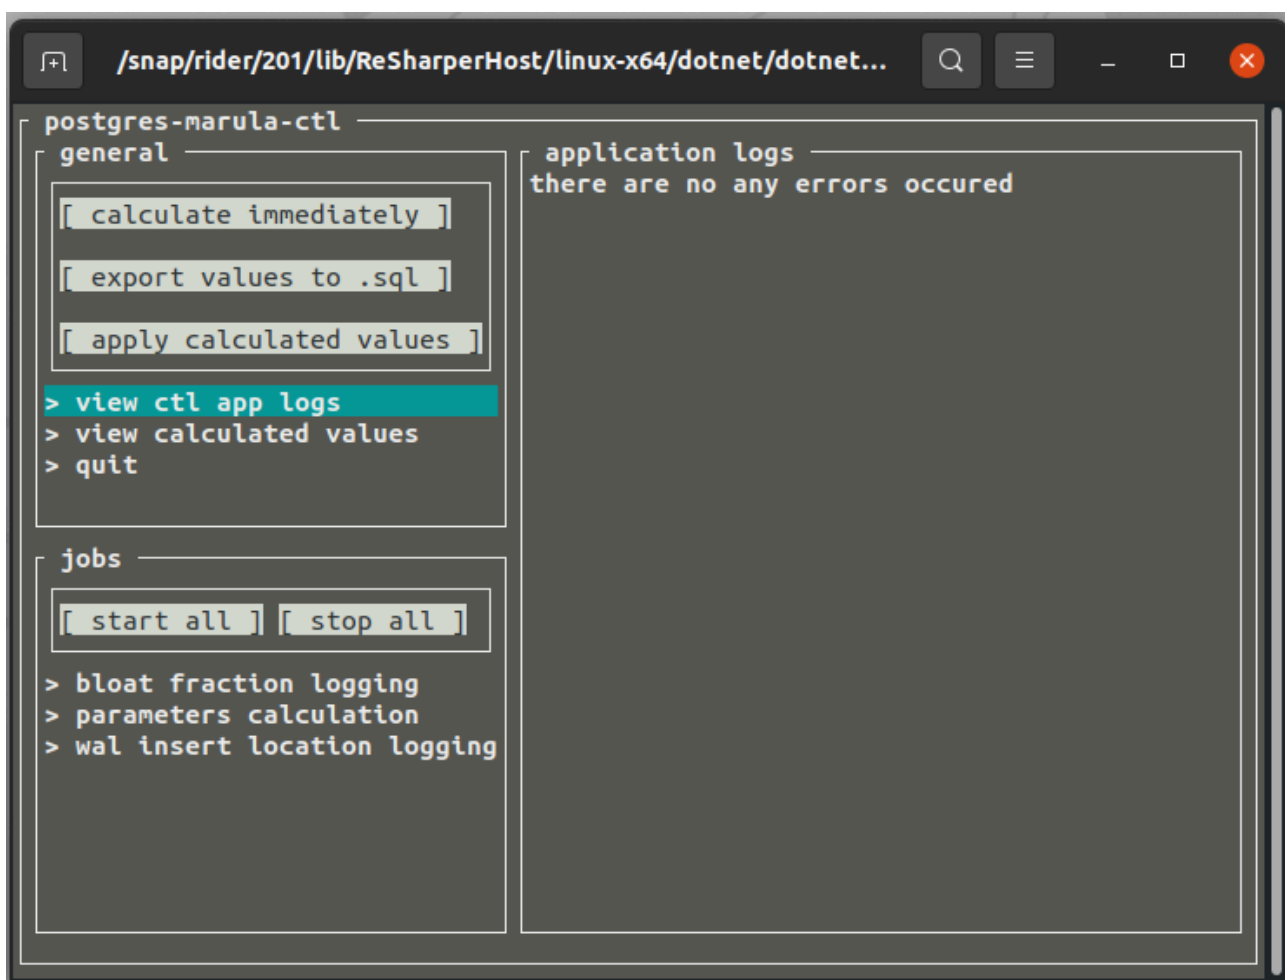 /snap/rider/201/lib/ReSharperHost/linux-x64/dotnet/dotnet...
postgres-marula-ctl
general
[ calculate immediately ]
[ export values to .sql ]
[ apply calculated values ]
> view ctl app logs
> view calculated values
> quit
jobs
[ start all ] [ stop all ]
> bloat fraction logging
> parameters calculation
> wal insert location logging
application logs
there are no any errors occured